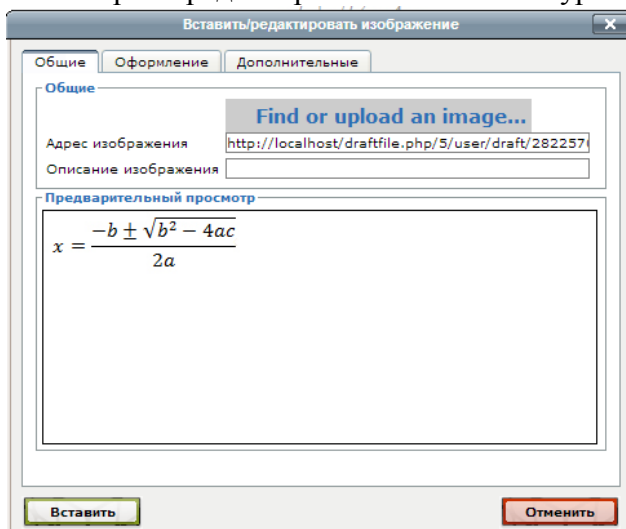 Вставить/редактировать изображение
Общие Оформление Дополнительные
Общие
Find or upload an image...
Адрес изображения http://localhost/draftfile.php/5/user/draft/2822570
Описание изображения
Предварительный просмотр
x = (-b ± √(b² − 4ac)) / 2a
Вставить Отменить